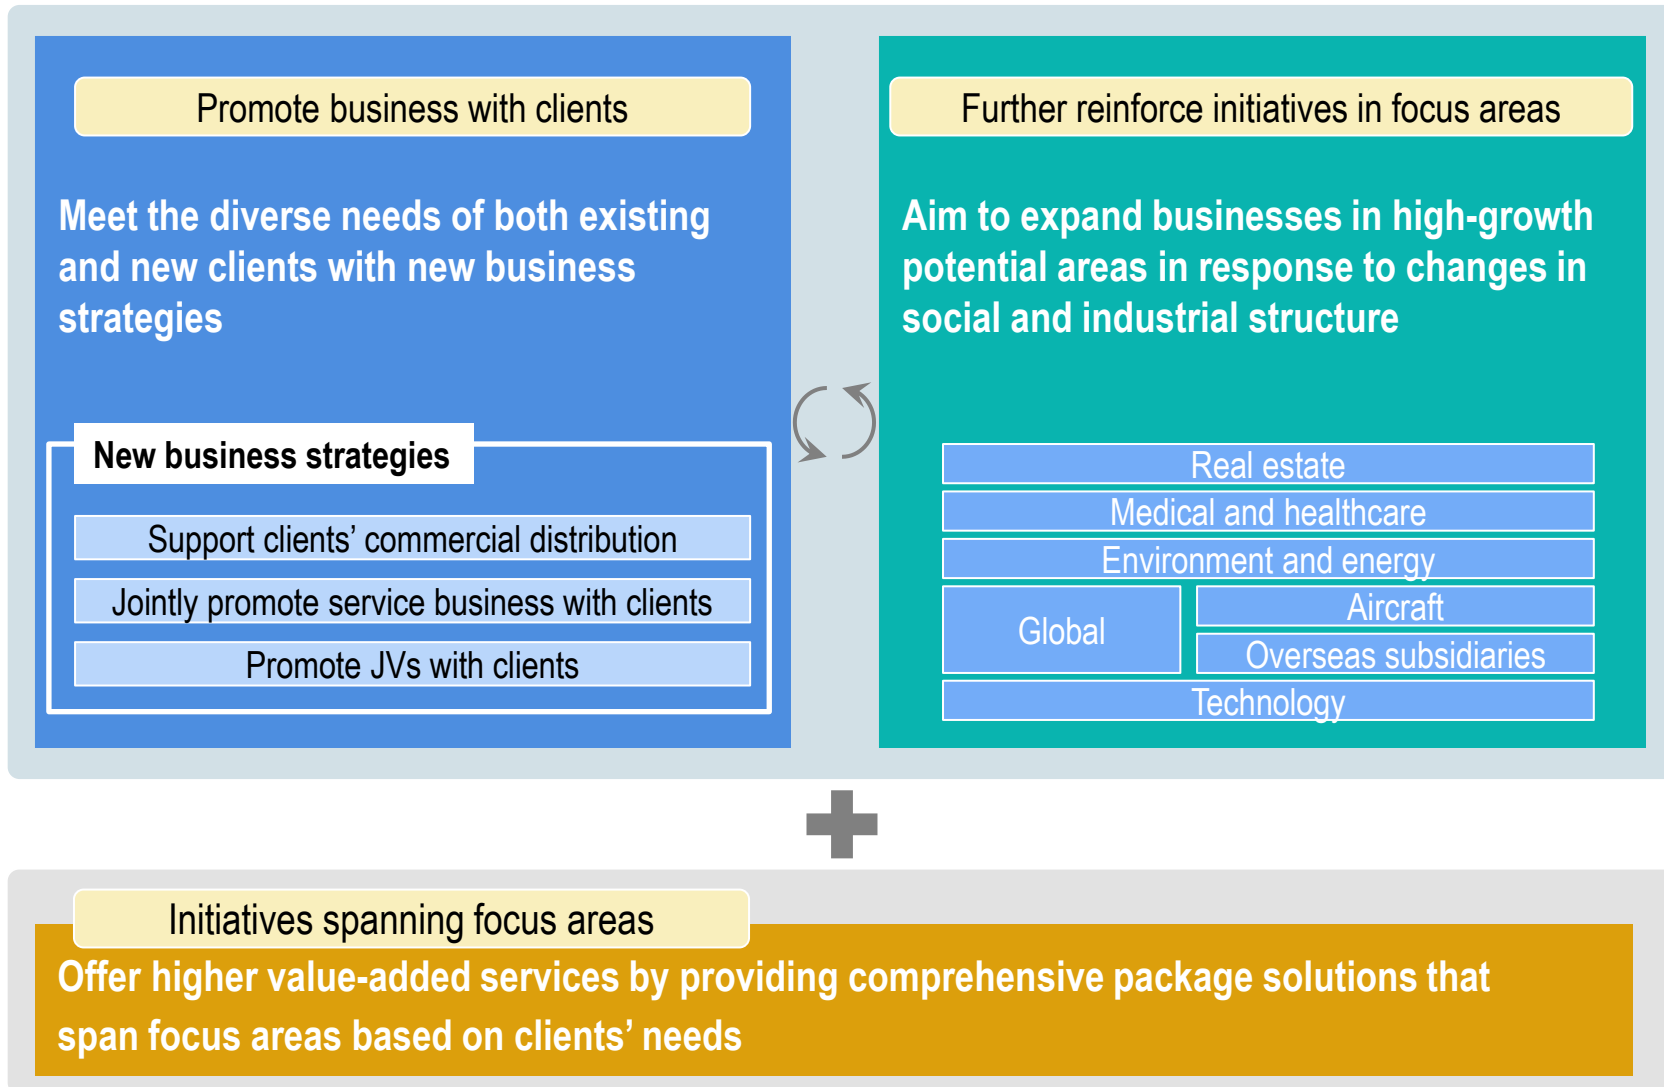 Promote business with clients
Meet the diverse needs of both existing
and new clients with new business
strategies
New business strategies
Support clients’ commercial distribution
Jointly promote service business with clients
Promote JVs with clients
Further reinforce initiatives in focus areas
Aim to expand businesses in high-growth
potential areas in response to changes in
social and industrial structure
Real estate
Medical and healthcare
Environment and energy
Global
Aircraft
Overseas subsidiaries
Technology
Initiatives spanning focus areas
Offer higher value-added services by providing comprehensive package solutions that
span focus areas based on clients’ needs